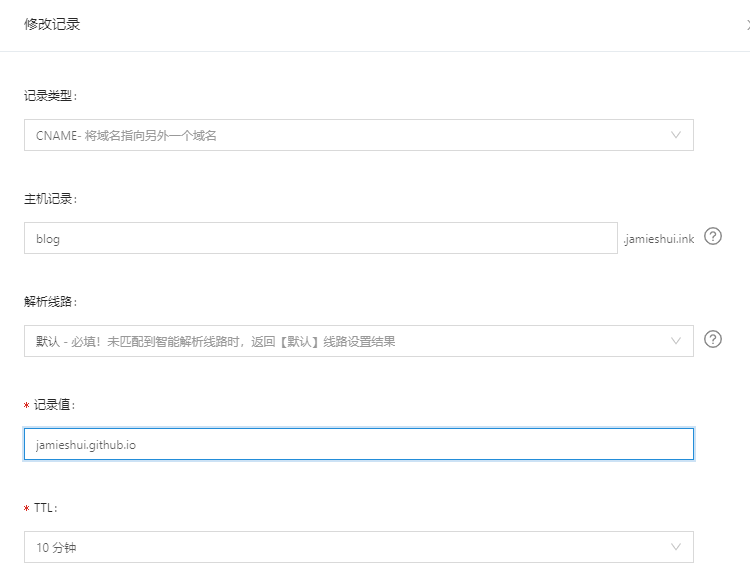 修改记录
记录类型:
CNAME- 将域名指向另外一个域名
主机记录:
blog .jamieshui.ink ?
解析线路:
默认 - 必填！未匹配到智能解析线路时，返回【默认】线路设置结果 ?
* 记录值:
jamieshui.github.io
* TTL:
10 分钟